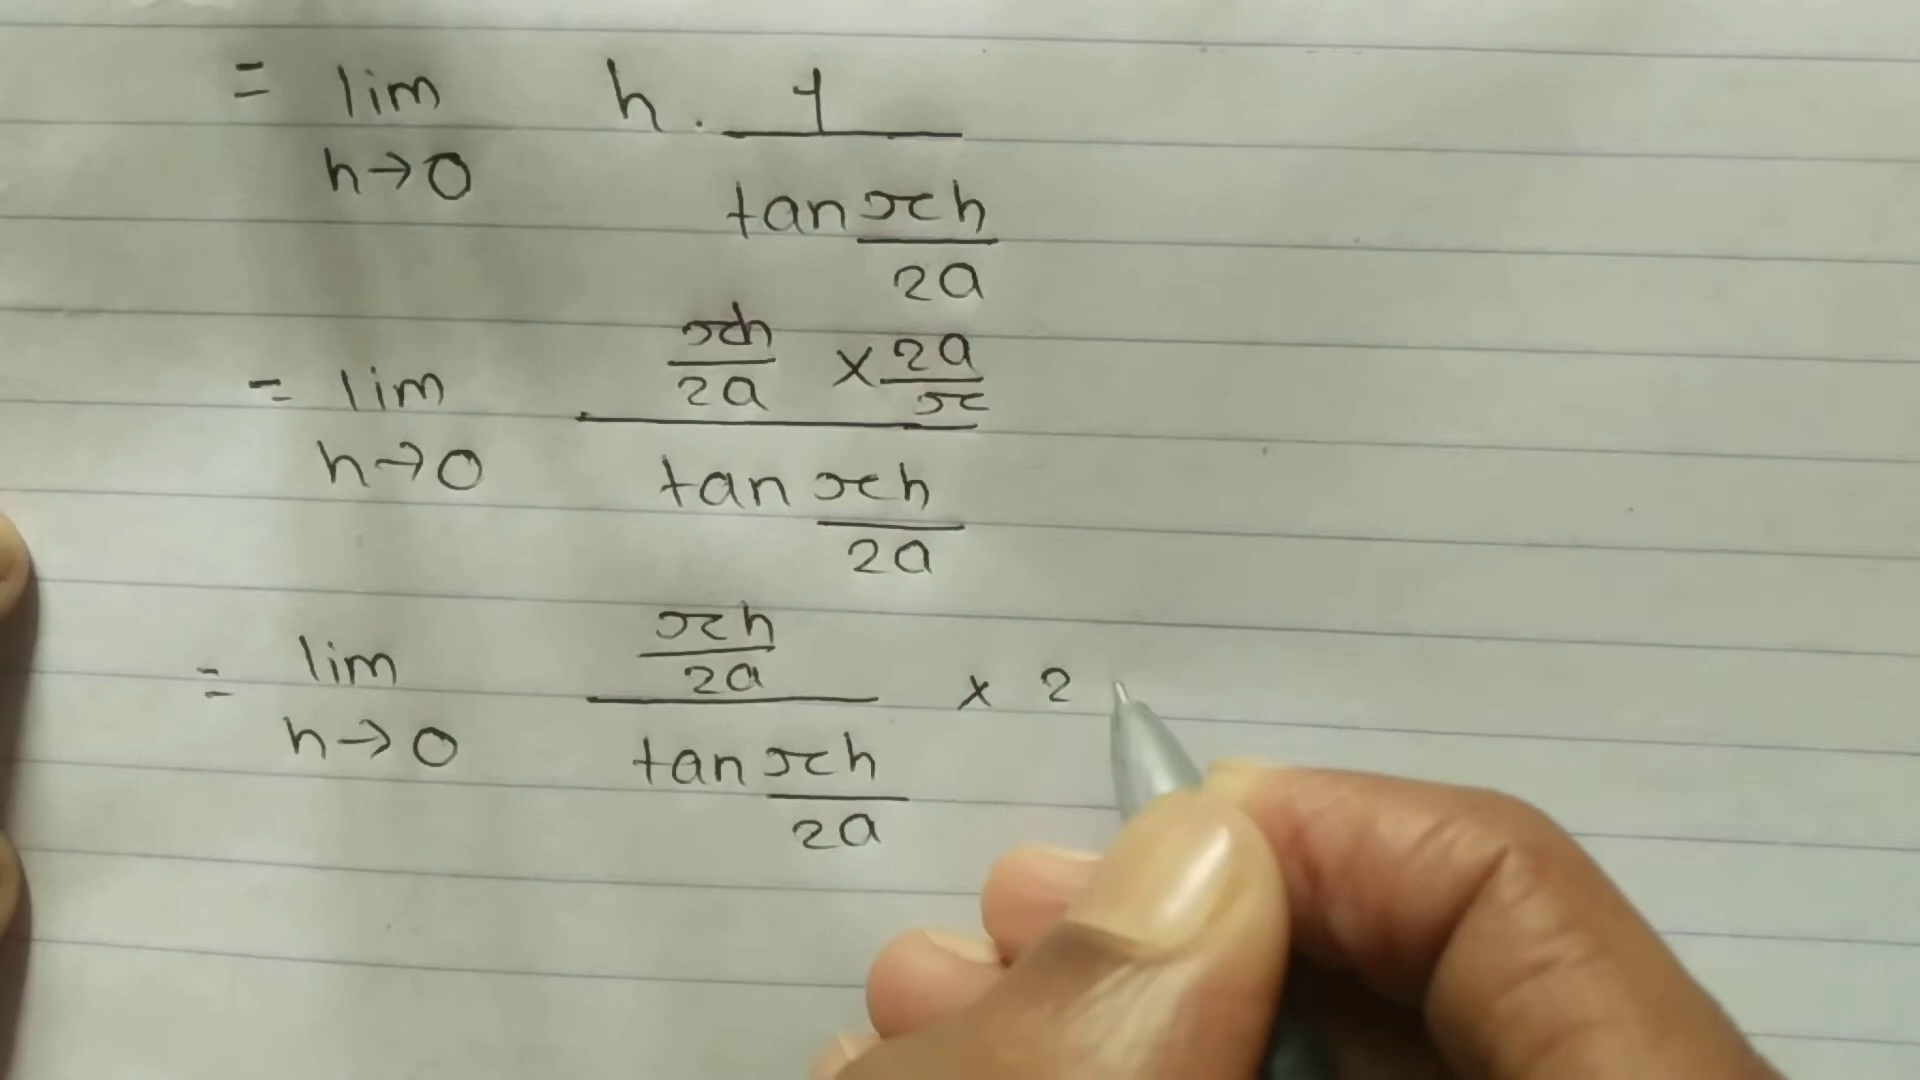 = lim h→0 h . 1 / tan πh/2a
= lim h→0 (πh/2a × 2a/π) / tan πh/2a
= lim h→0 (πh/2a) / tan πh/2a × 2